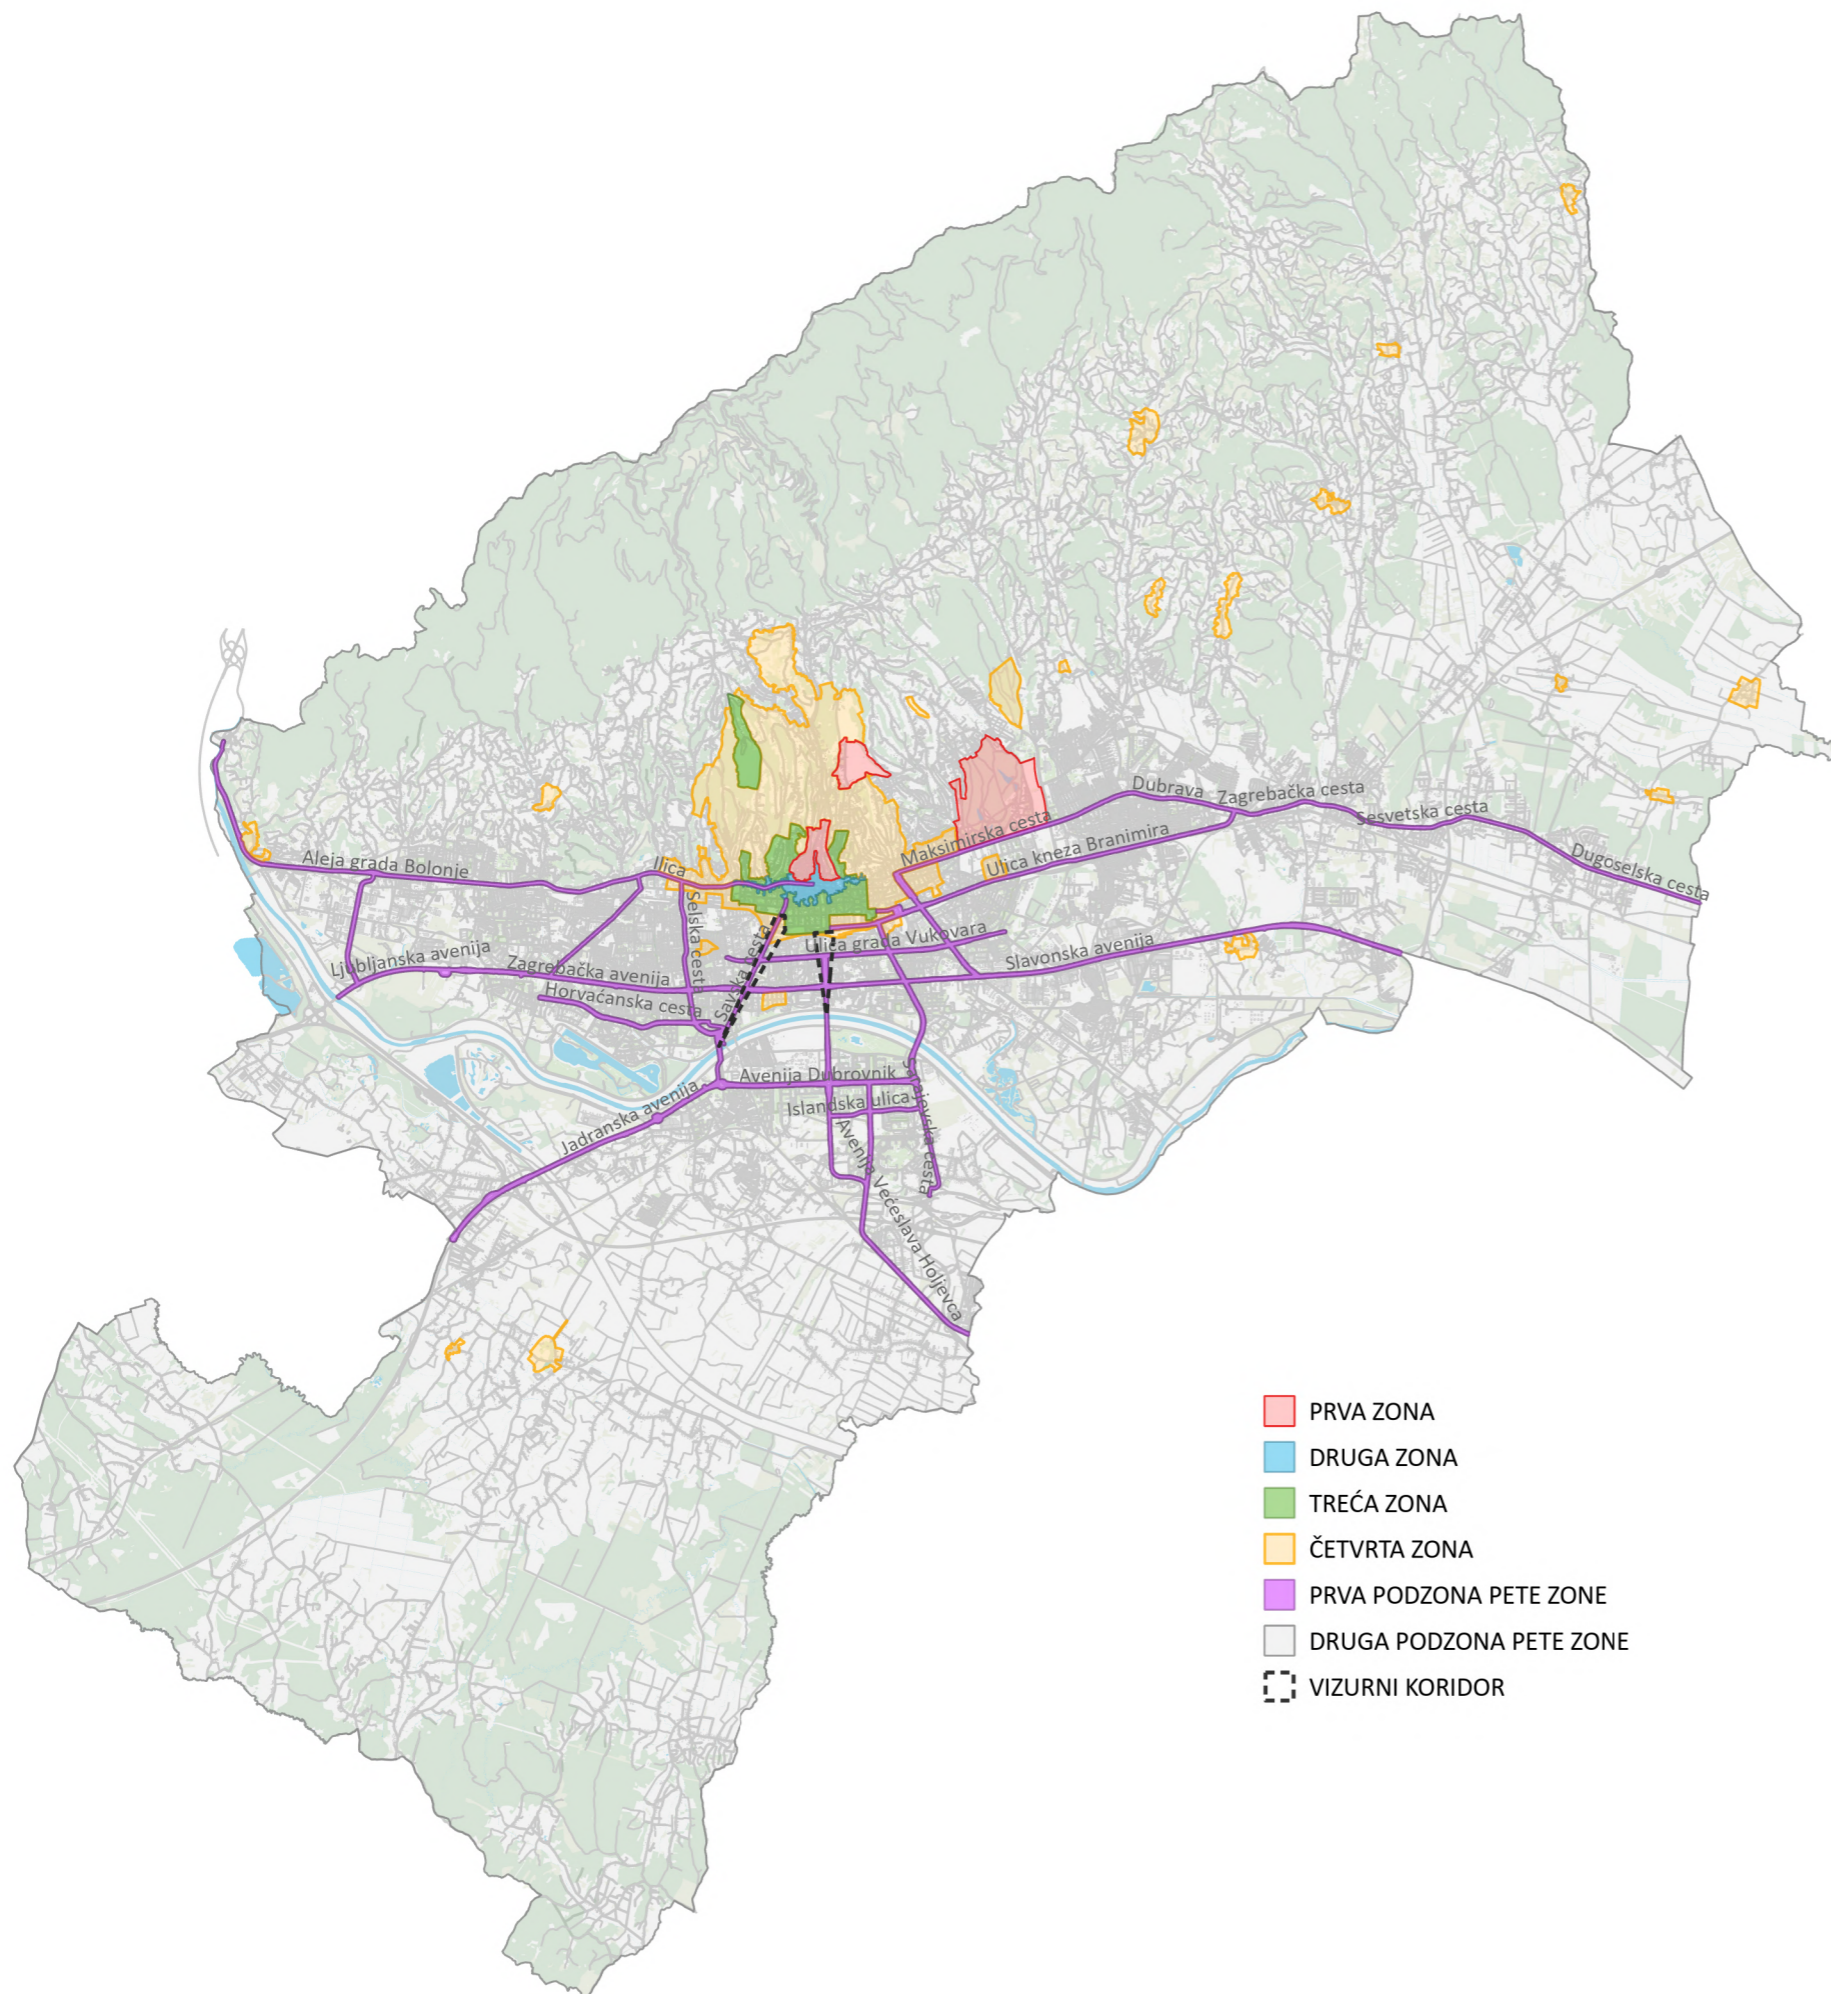 Dubrava
Zagrebačka cesta
Sesvetska cesta
Maksimirska cesta
Ulica kneza Branimira
Dugoselska cesta
Aleja grada Bolonje
Ilica
Selska cesta
Savska cesta
Ulica grada Vukovara
Slavonska avenija
Ljubljanska avenija
Zagrebačka avenija
Horvaćanska cesta
Avenija Dubrovnik
Sarajevska cesta
Islandska ulica
Jadranska avenija
Avenija Većeslava Holjevca
PRVA ZONA
DRUGA ZONA
TREĆA ZONA
ČETVRTA ZONA
PRVA PODZONA PETE ZONE
DRUGA PODZONA PETE ZONE
VIZURNI KORIDOR